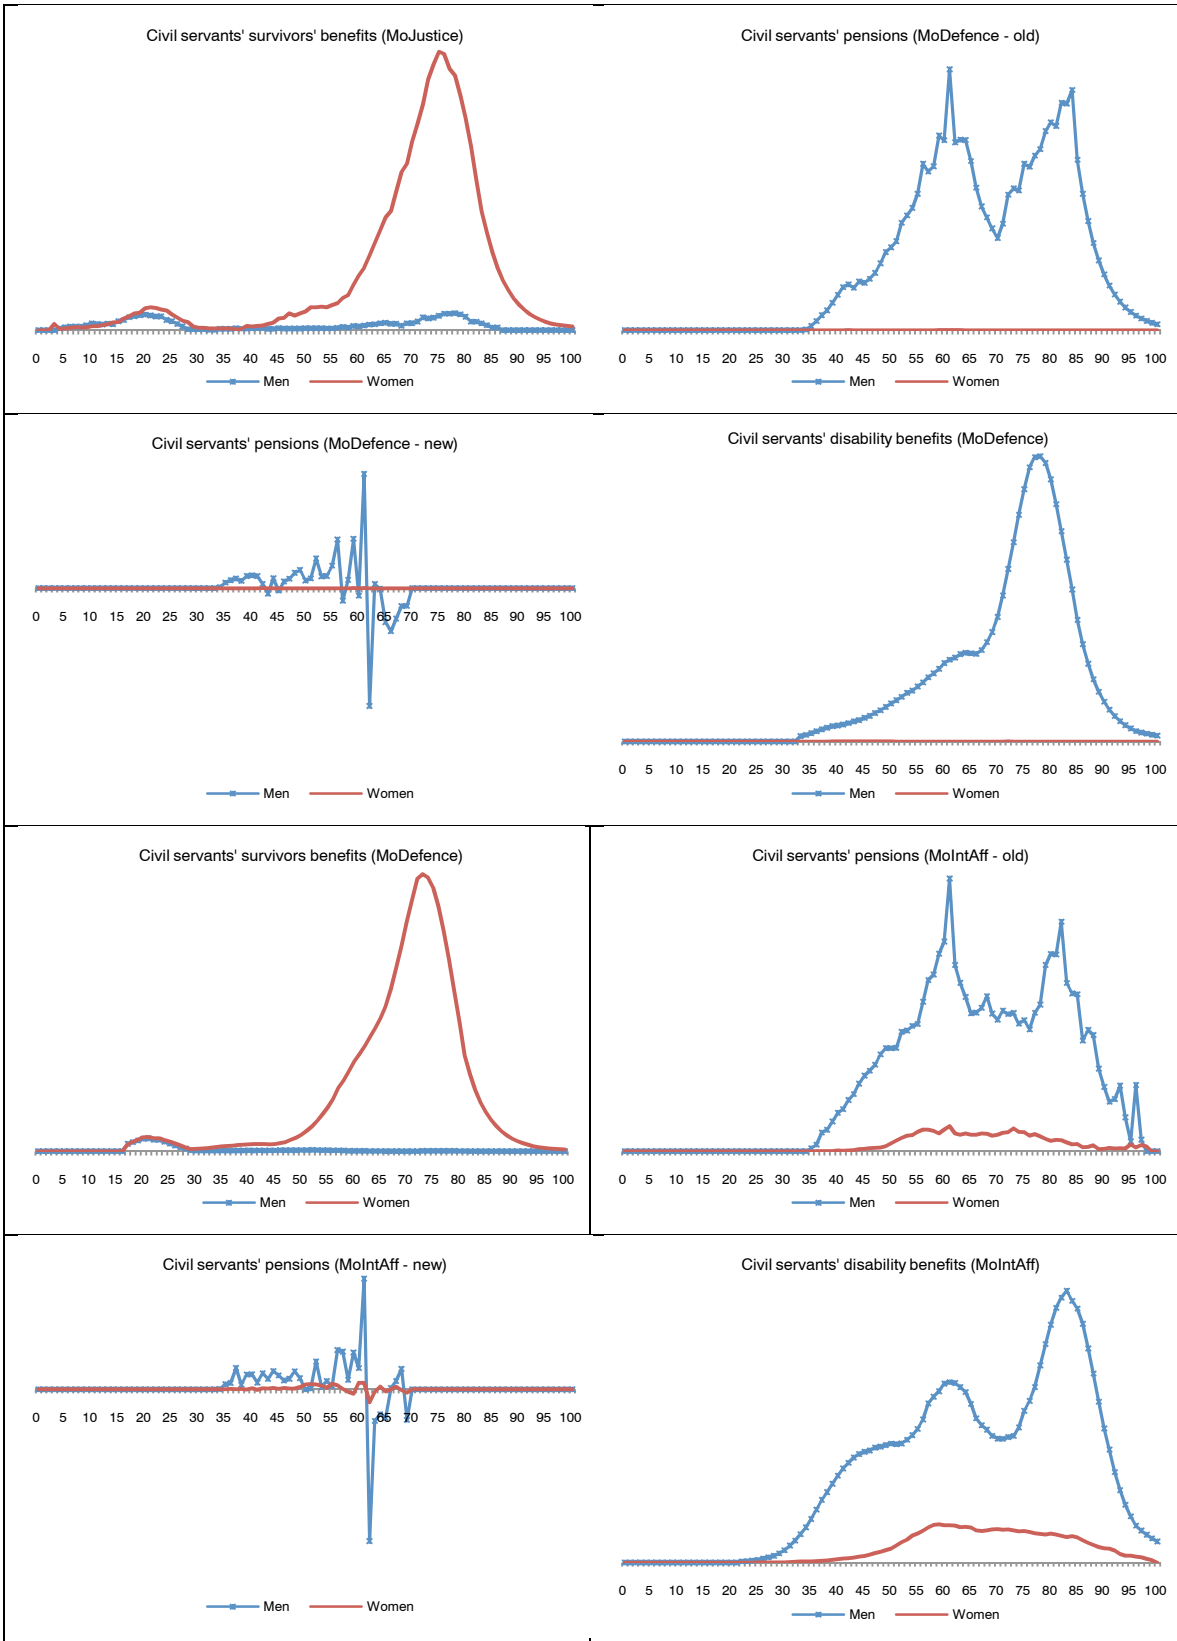 Civil servants' survivors' benefits (MoJustice)
0 5 10 15 20 25 30 35 40 45 50 55 60 65 70 75 80 85 90 95 100
Men Women
Civil servants' pensions (MoDefence - old)
0 5 10 15 20 25 30 35 40 45 50 55 60 65 70 75 80 85 90 95 100
Men Women
Civil servants' pensions (MoDefence - new)
0 5 10 15 20 25 30 35 40 45 50 55 60 65 70 75 80 85 90 95 100
Men Women
Civil servants' disability benefits (MoDefence)
0 5 10 15 20 25 30 35 40 45 50 55 60 65 70 75 80 85 90 95 100
Men Women
Civil servants' survivors benefits (MoDefence)
0 5 10 15 20 25 30 35 40 45 50 55 60 65 70 75 80 85 90 95 100
Men Women
Civil servants' pensions (MoIntAff - old)
0 5 10 15 20 25 30 35 40 45 50 55 60 65 70 75 80 85 90 95 100
Men Women
Civil servants' pensions (MoIntAff - new)
0 5 10 15 20 25 30 35 40 45 50 55 60 65 70 75 80 85 90 95 100
Men Women
Civil servants' disability benefits (MoIntAff)
0 5 10 15 20 25 30 35 40 45 50 55 60 65 70 75 80 85 90 95 100
Men Women